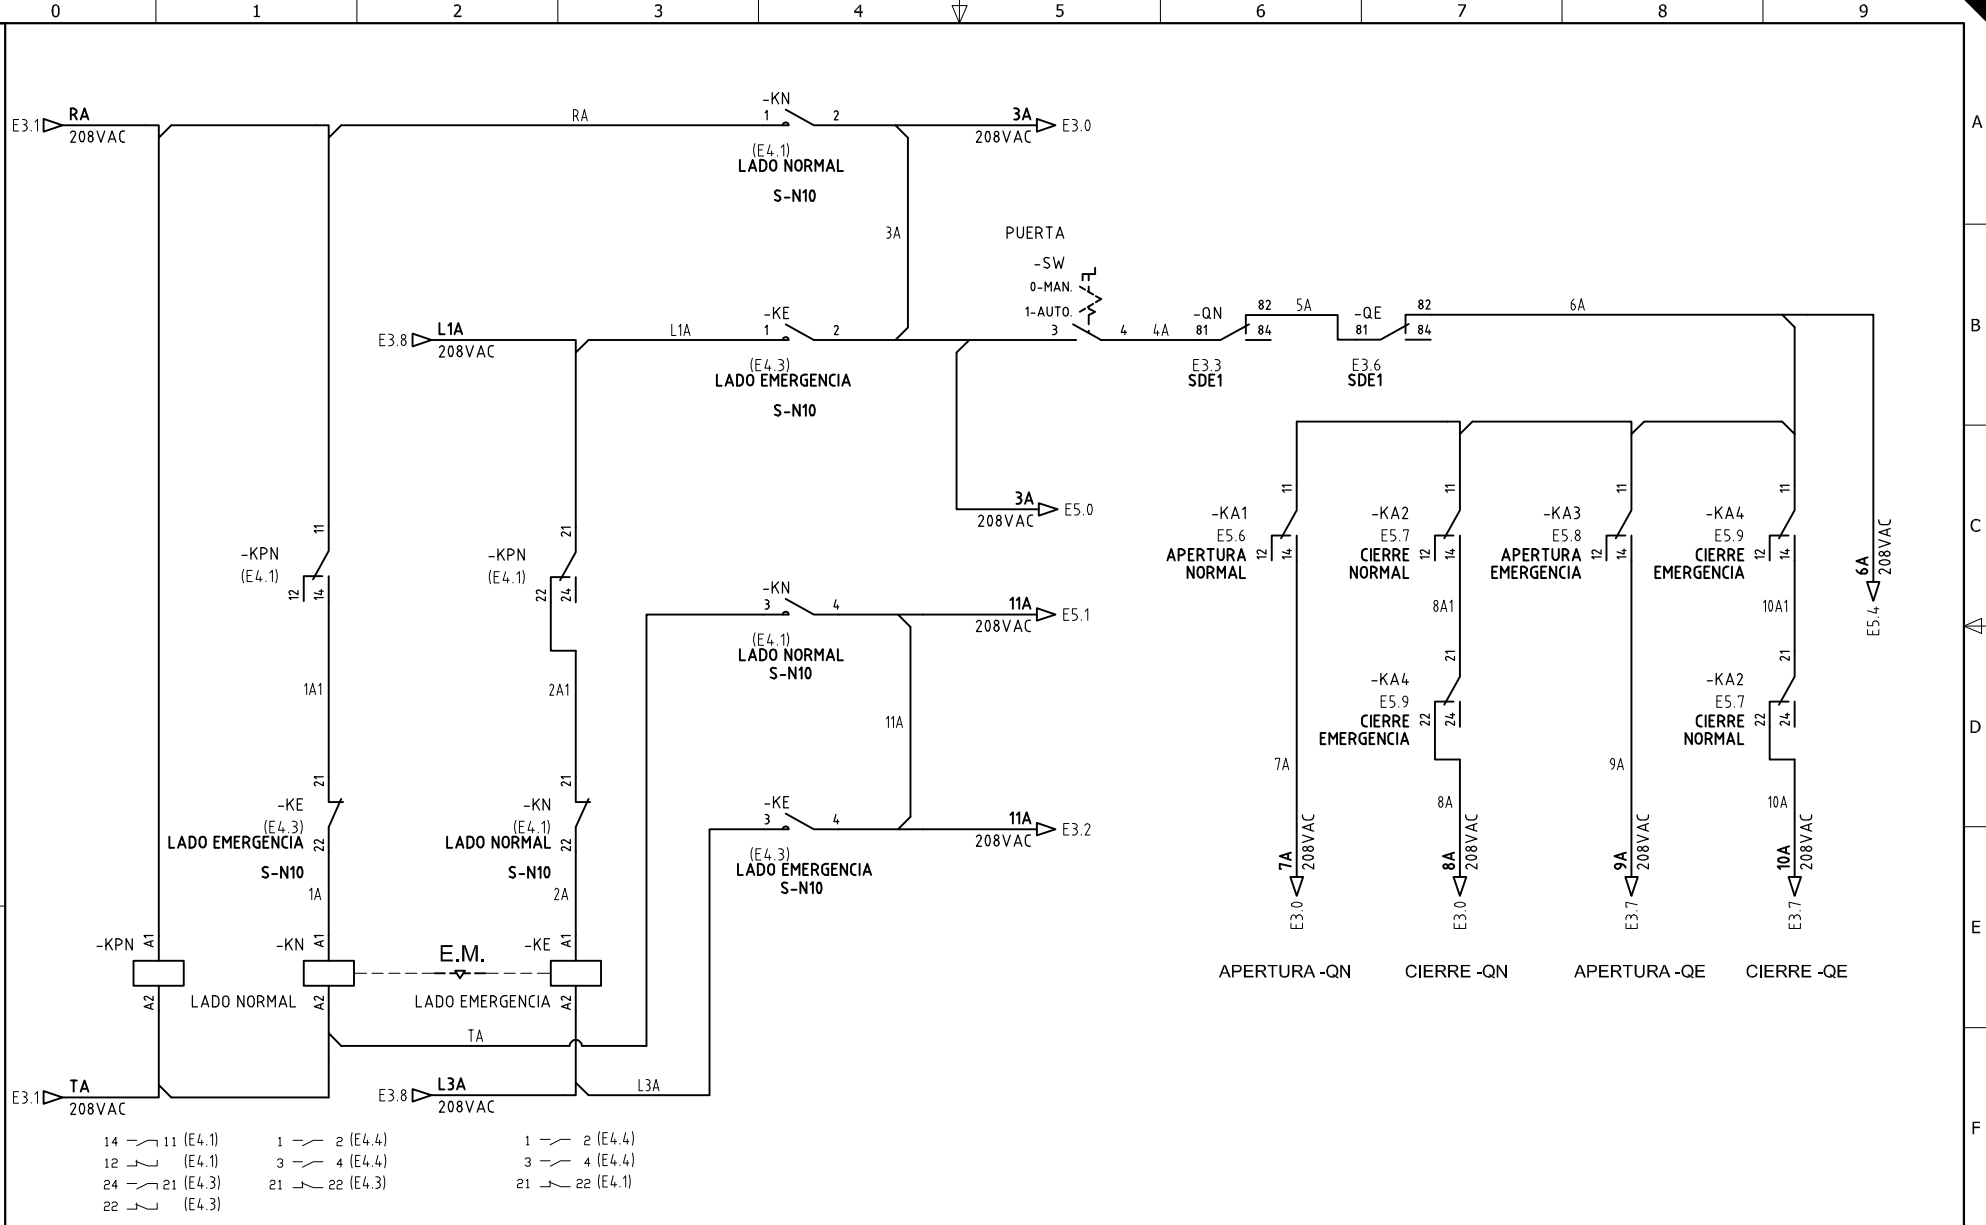 0 1 2 3 4 5 6 7 8 9
A
B
C
D
E
F
E3.1 RA
208VAC
RA
-KN
1 2
(E4.1)
LADO NORMAL
S-N10
3A
208VAC
E3.0
3A
PUERTA
-SW
0-MAN.
1-AUTO.
3 4
4A
E3.8 L1A
208VAC
L1A
-KE
1 2
(E4.3)
LADO EMERGENCIA
S-N10
-QN
81 82 84
E3.3
SDE1
5A
-QE
81 82 84
E3.6
SDE1
6A
3A
208VAC
E5.0
6A
208VAC
E5.4
11
-KPN
(E4.1)
12 14
21
-KPN
(E4.1)
22 24
-KN
3 4
(E4.1)
LADO NORMAL
S-N10
11A
208VAC
E5.1
11A
11
-KA1
E5.6
APERTURA
NORMAL
12 14
11
-KA2
E5.7
CIERRE
NORMAL
12 14
11
-KA3
E5.8
APERTURA
EMERGENCIA
12 14
11
-KA4
E5.9
CIERRE
EMERGENCIA
12 14
8A1
10A1
21
-KA4
E5.9
CIERRE
EMERGENCIA
22 24
21
-KA2
E5.7
CIERRE
NORMAL
22 24
1A1
2A1
21
-KE
(E4.3)
LADO EMERGENCIA
22
S-N10
1A
21
-KN
(E4.1)
LADO NORMAL
22
S-N10
2A
-KE
3 4
(E4.3)
LADO EMERGENCIA
S-N10
11A
208VAC
E3.2
7A
8A
9A
10A
7A
208VAC
E3.0
8A
208VAC
E3.0
9A
208VAC
E3.7
10A
208VAC
E3.7
APERTURA -QN
CIERRE -QN
APERTURA -QE
CIERRE -QE
-KPN A1
A2
-KN A1
LADO NORMAL A2
E.M.
-KE A1
LADO EMERGENCIA A2
TA
E3.1 TA
208VAC
E3.8 L3A
208VAC
L3A
14 11 (E4.1)
12 (E4.1)
24 21 (E4.3)
22 (E4.3)
1 2 (E4.4)
3 4 (E4.4)
21 22 (E4.3)
1 2 (E4.4)
3 4 (E4.4)
21 22 (E4.1)